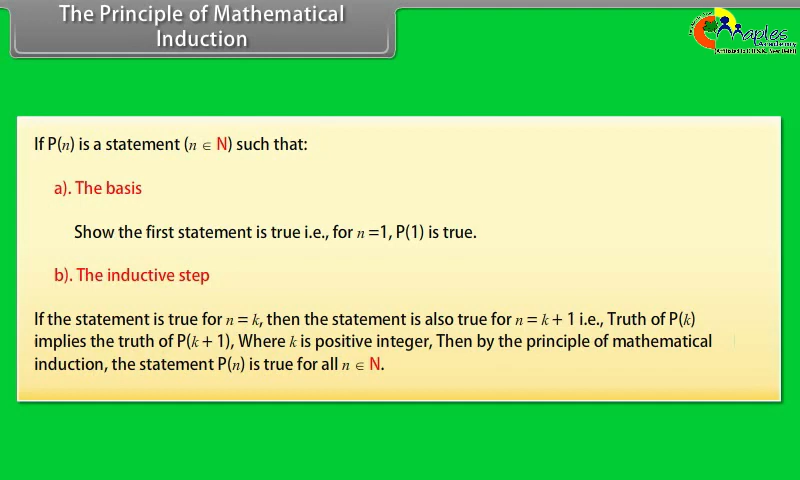 The Principle of Mathematical
Induction
aples
Academy
If P(n) is a statement (n ∈ N) such that:
a). The basis
Show the first statement is true i.e., for n =1, P(1) is true.
b). The inductive step
If the statement is true for n = k, then the statement is also true for n = k + 1 i.e., Truth of P(k)
implies the truth of P(k + 1), Where k is positive integer, Then by the principle of mathematical
induction, the statement P(n) is true for all n ∈ N.